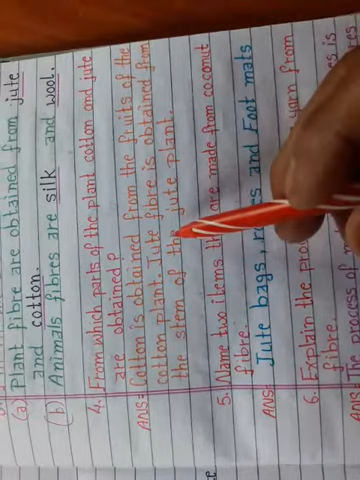 (a) Plant fibre are obtained from jute
and cotton.
(b) Animals fibres are silk and wool.
4. From which parts of the plant cotton and jute
are obtained?
Ans:- Cotton is obtained from the fruits of the
cotton plant. Jute fibre is obtained from
the stem of the jute plant.
5. Name two items are made from coconut
fibre.
Ans:- Jute bags, and Foot mats
6. Explain the yarn from
fibre.
Ans:- The process of is